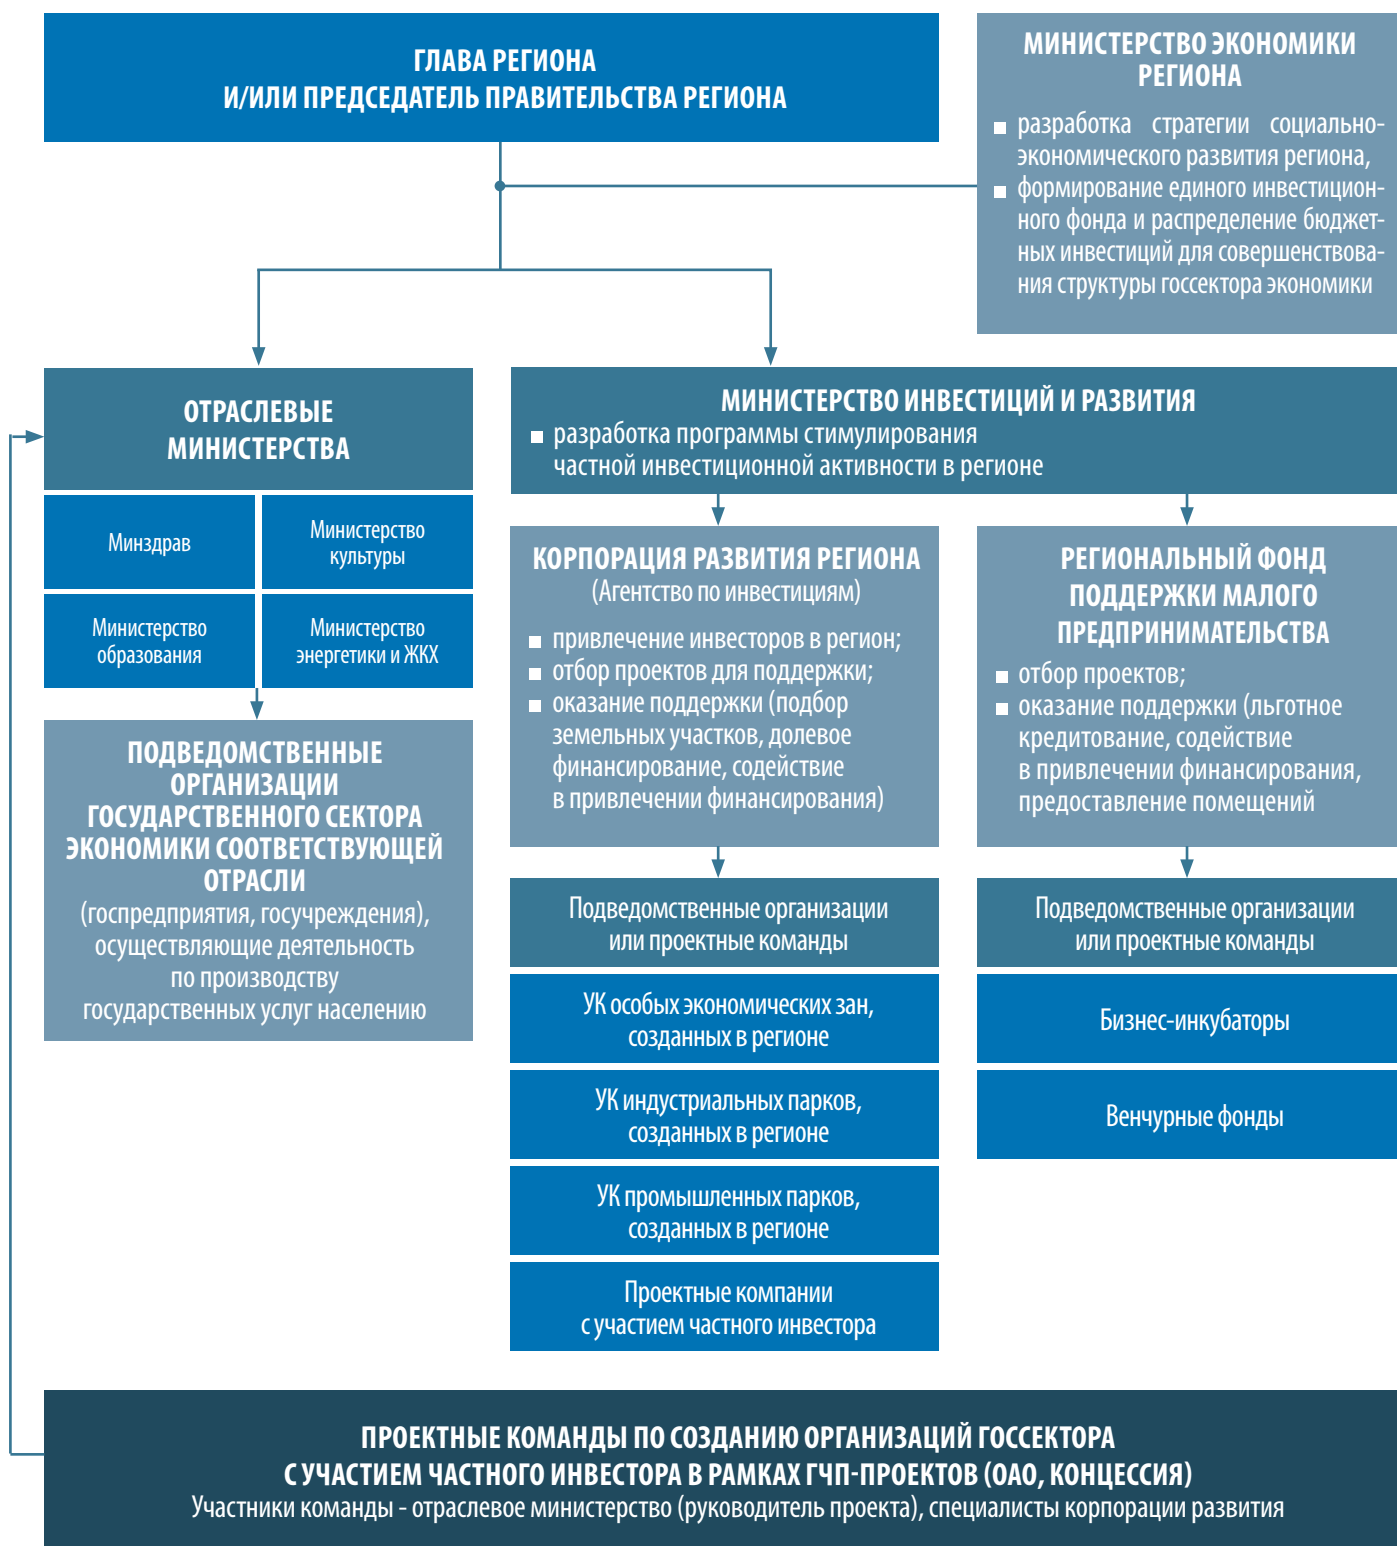 ГЛАВА РЕГИОНА
И/ИЛИ ПРЕДСЕДАТЕЛЬ ПРАВИТЕЛЬСТВА РЕГИОНА
МИНИСТЕРСТВО ЭКОНОМИКИ
РЕГИОНА
разработка стратегии социально-
экономического развития региона,
формирование единого инвестицион-
ного фонда и распределение бюджет-
ных инвестиций для совершенствова-
ния структуры госсектора экономики
ОТРАСЛЕВЫЕ
МИНИСТЕРСТВА
Минздрав
Министерство
культуры
Министерство
образования
Министерство
энергетики и ЖКХ
ПОДВЕДОМСТВЕННЫЕ
ОРГАНИЗАЦИИ
ГОСУДАРСТВЕННОГО СЕКТОРА
ЭКОНОМИКИ СООТВЕТСТВУЮЩЕЙ
ОТРАСЛИ
(госпредприятия, госучреждения),
осуществляющие деятельность
по производству
государственных услуг населению
МИНИСТЕРСТВО ИНВЕСТИЦИЙ И РАЗВИТИЯ
разработка программы стимулирования
частной инвестиционной активности в регионе
КОРПОРАЦИЯ РАЗВИТИЯ РЕГИОНА
(Агентство по инвестициям)
привлечение инвесторов в регион;
отбор проектов для поддержки;
оказание поддержки (подбор
земельных участков, долевое
финансирование, содействие
в привлечении финансирования)
Подведомственные организации
или проектные команды
УК особых экономических зан,
созданных в регионе
УК индустриальных парков,
созданных в регионе
УК промышленных парков,
созданных в регионе
Проектные компании
с участием частного инвестора
РЕГИОНАЛЬНЫЙ ФОНД
ПОДДЕРЖКИ МАЛОГО
ПРЕДПРИНИМАТЕЛЬСТВА
отбор проектов;
оказание поддержки (льготное
кредитование, содействие
в привлечении финансирования,
предоставление помещений
Подведомственные организации
или проектные команды
Бизнес-инкубаторы
Венчурные фонды
ПРОЕКТНЫЕ КОМАНДЫ ПО СОЗДАНИЮ ОРГАНИЗАЦИЙ ГОССЕКТОРА
С УЧАСТИЕМ ЧАСТНОГО ИНВЕСТОРА В РАМКАХ ГЧП-ПРОЕКТОВ (ОАО, КОНЦЕССИЯ)
Участники команды - отраслевое министерство (руководитель проекта), специалисты корпорации развития